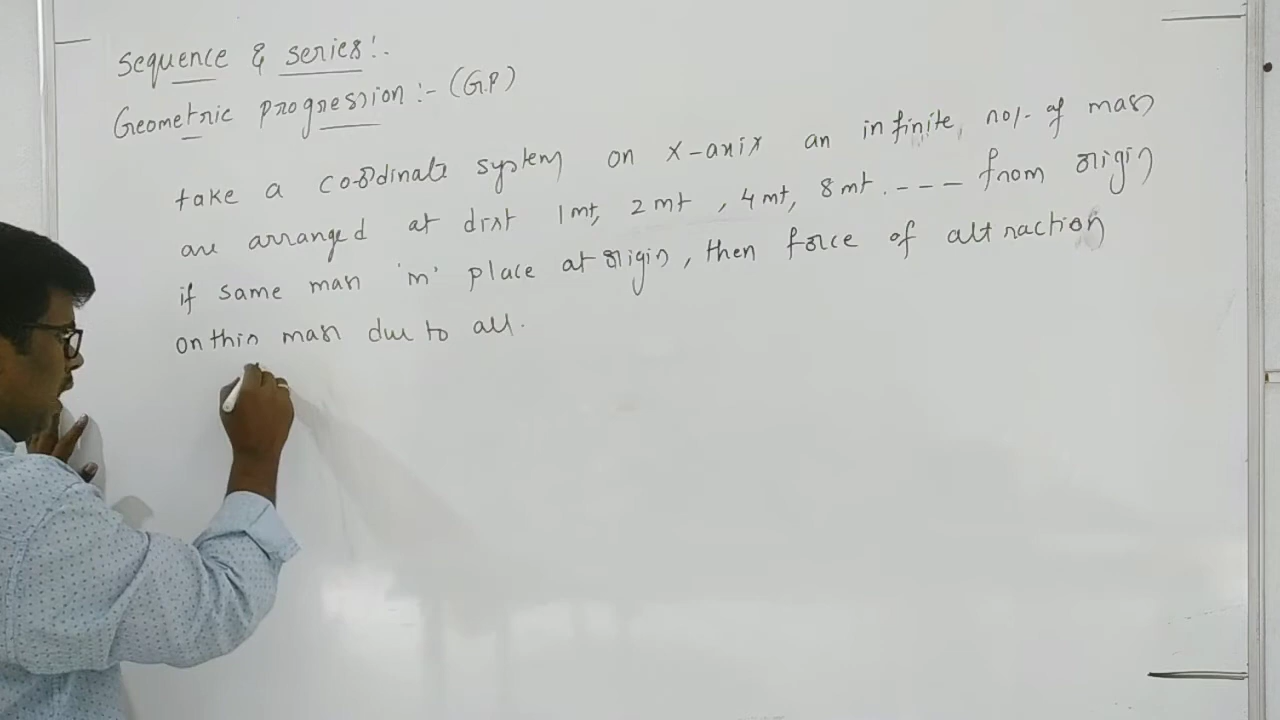 Sequence & series:-
Geometric progression :- (G.P)
take a co-ordinate system on x-axis an infinite no/- of mass
are arranged at dist 1mt, 2mt, 4mt, 8mt. - - - from origin
if same mass 'm' place at origin, then force of attraction
on this mass due to all.